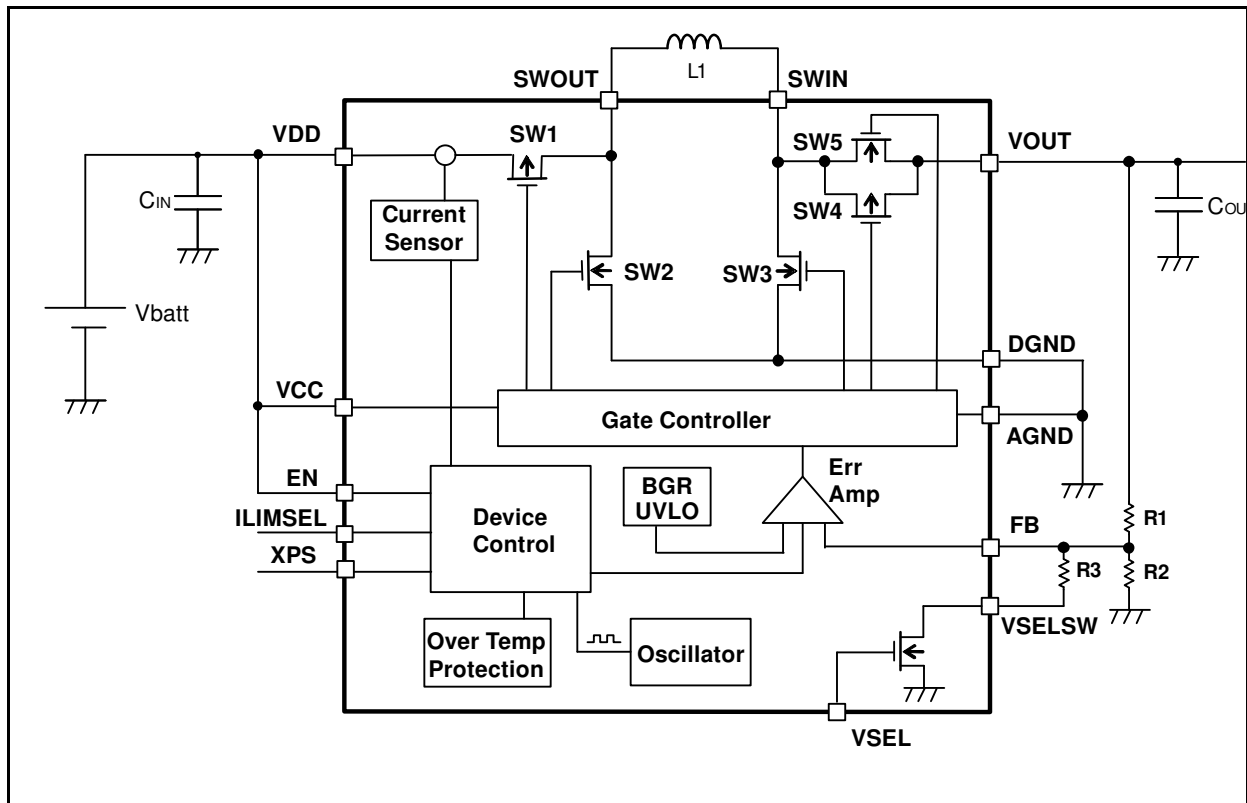 L1
SWOUT
SWIN
VDD
SW1
SW5
VOUT
CIN
Current
Sensor
SW4
COU
SW2
SW3
Vbatt
DGND
VCC
Gate Controller
AGND
EN
BGR
UVLO
Err
Amp
ILIMSEL
Device
Control
FB
R1
XPS
R3
R2
VSELSW
Over Temp
Protection
Oscillator
VSEL